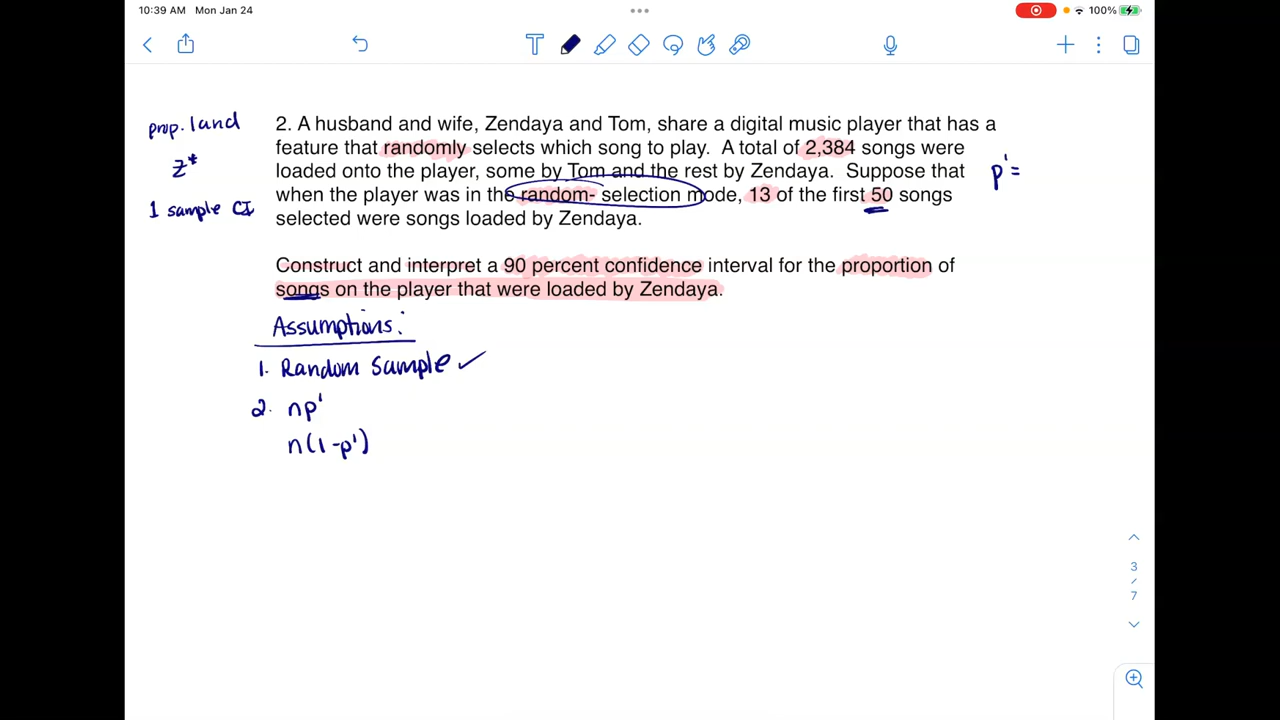 10:39 AM Mon Jan 24
100%
T
prop. land
z*
1 sample CI
2. A husband and wife, Zendaya and Tom, share a digital music player that has a
feature that randomly selects which song to play. A total of 2,384 songs were
loaded onto the player, some by Tom and the rest by Zendaya. Suppose that
when the player was in the random- selection mode, 13 of the first 50 songs
selected were songs loaded by Zendaya.
p' =
Construct and interpret a 90 percent confidence interval for the proportion of
songs on the player that were loaded by Zendaya.
Assumptions:
1. Random Sample ✓
2. np'
n(1-p')
3
/
7